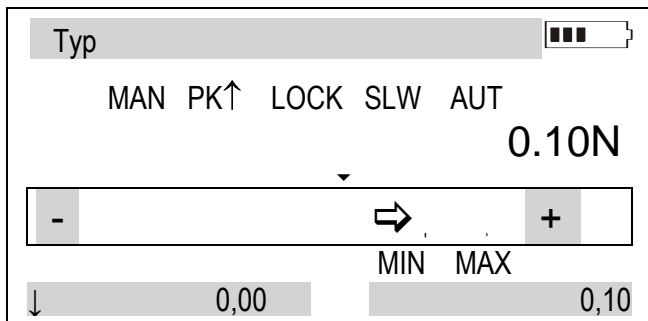 Typ
MAN PK↑ LOCK SLW AUT
0.10N
- +
MIN MAX
↓ 0,00 0,10